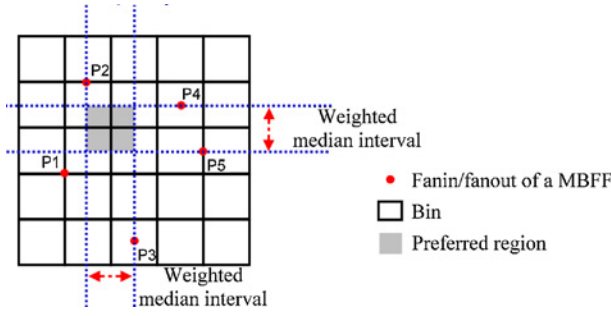 P2
P4
Weighted
median interval
P1
P5
Fanin/fanout of a MBFF
Bin
Preferred region
P3
Weighted
median interval